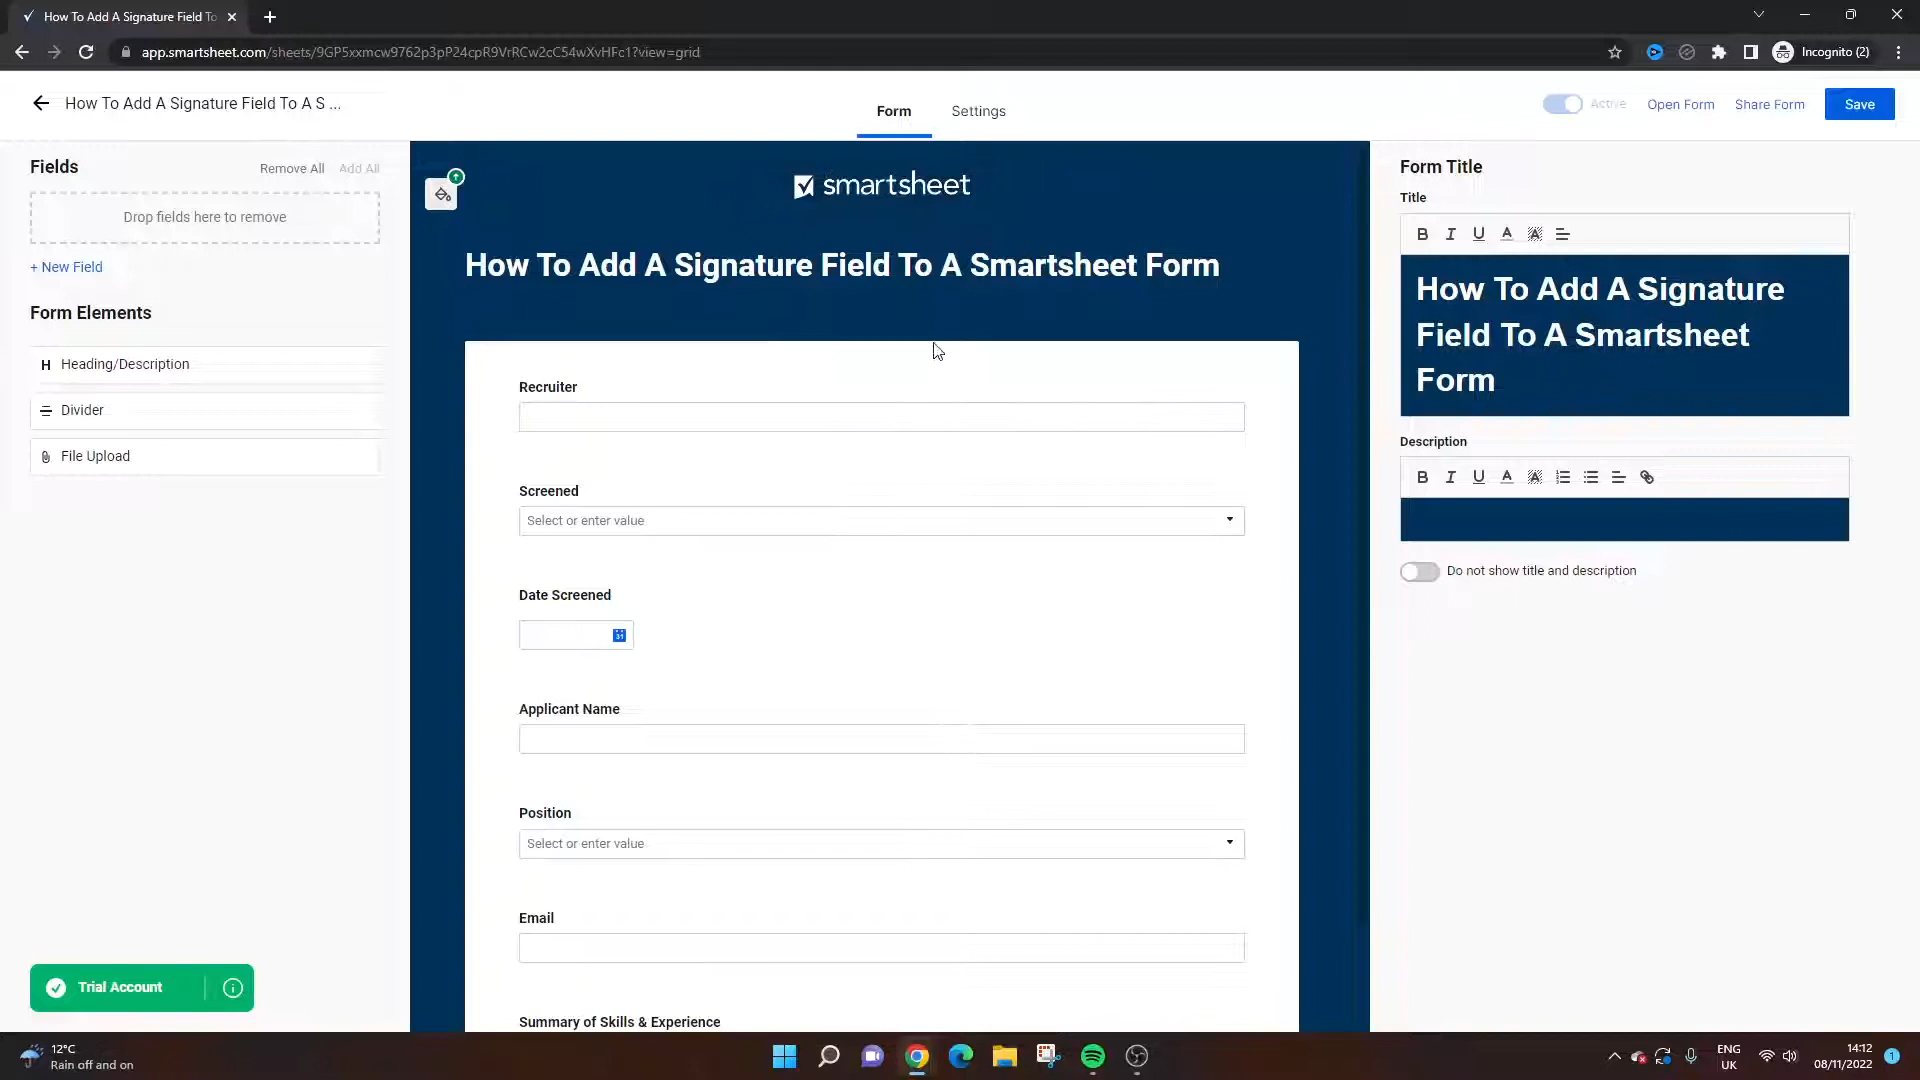 How To Add A Signature Field To
Incognito (2)
app.smartsheet.com/sheets/9GP5xxmcw9762p3pP24cpR9VrRCw2cC54wXvHFc1?view=grid
How To Add A Signature Field To A S ...
Form
Settings
Active
Open Form
Share Form
Save
Fields
Remove All
Add All
Drop fields here to remove
+ New Field
Form Elements
H Heading/Description
Divider
File Upload
Trial Account
smartsheet
How To Add A Signature Field To A Smartsheet Form
Recruiter
Screened
Select or enter value
Date Screened
31
Applicant Name
Position
Select or enter value
Email
Summary of Skills & Experience
Form Title
Title
B I U A A
How To Add A Signature
Field To A Smartsheet
Form
Description
B I U A A
Do not show title and description
12°C
Rain off and on
ENG
UK
14:12
08/11/2022
1